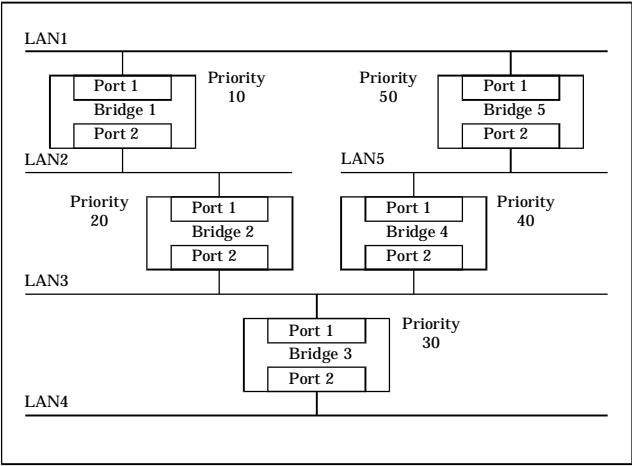 LAN1
Port 1
Bridge 1
Port 2
Priority
10
Priority
50
Port 1
Bridge 5
Port 2
LAN2
LAN5
Priority
20
Port 1
Bridge 2
Port 2
Port 1
Bridge 4
Port 2
Priority
40
LAN3
Port 1
Bridge 3
Port 2
Priority
30
LAN4